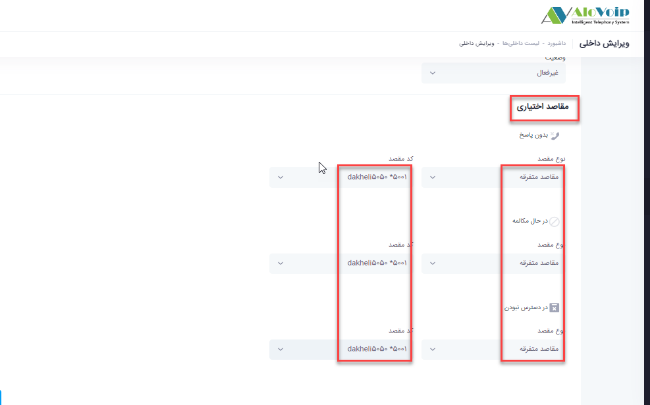 AloVoip
Intelligent Telephony System
ویرایش داخلی
داشبورد - لیست داخلی‌ها - ویرایش داخلی
وضعیت
غیرفعال
مقاصد اختیاری
بدون پاسخ
نوع مقصد
کد مقصد
مقاصد متفرقه
dakheli۵۰۵۰ *۵۰۰۱
در حال مکالمه
نوع مقصد
کد مقصد
مقاصد متفرقه
dakheli۵۰۵۰ *۵۰۰۱
در دسترس نبودن
نوع مقصد
کد مقصد
مقاصد متفرقه
dakheli۵۰۵۰ *۵۰۰۱